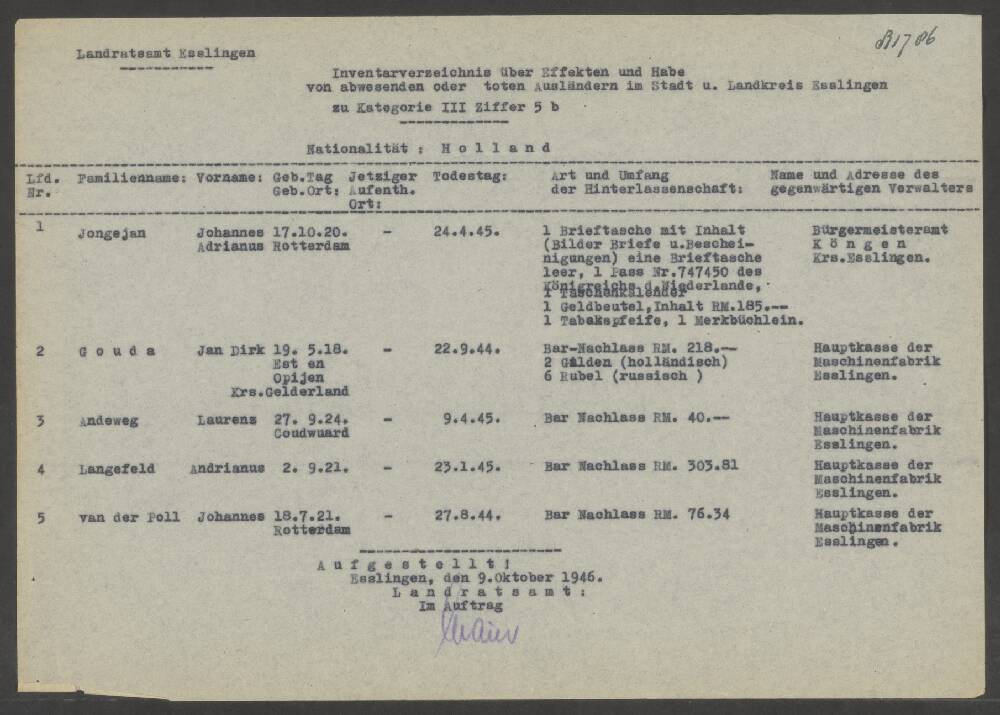 Landratsamt Esslingen
Inventarverzeichnis über Effekten und Habe
von abwesenden oder toten Ausländern im Stadt u. Landkreis Esslingen
zu Kategorie III Ziffer 5 b
Nationalität : H o l l a n d
Lfd. Nr. Familienname: Vorname: Geb.Tag Geb.Ort: Jetziger Aufenth. Ort: Todestag: Art und Umfang der Hinterlassenschaft: Name und Adresse des gegenwärtigen Verwalters
1 Jongejan Johannes 17.10.20. - 24.4.45. 1 Brieftasche mit Inhalt Bürgermeisteramt
Adrianus Rotterdam (Bilder Briefe u.Beschei- K ö n g e n
nigungen) eine Brieftasche Krs.Esslingen.
leer, 1 Pass Nr.747450 des
Königreichs d.Niederlande,
1 Taschenkalender
1 Geldbeutel,Inhalt RM.185.--
1 Tabakspfeife, 1 Merkbüchlein.
2 G o u d a Jan Dirk 19. 5.18. - 22.9.44. Bar-Nachlass RM. 218.-- Hauptkasse der
Est en 2 Gulden (holländisch) Maschinenfabrik
Opijen 6 Rubel (russisch ) Esslingen.
Krs.Gelderland
3 Andeweg Laurens 27. 9.24. - 9.4.45. Bar Nachlass RM. 40.-- Hauptkasse der
Coudwuard Maschinenfabrik
Esslingen.
4 Langefeld Andrianus 2. 9.21. - 23.1.45. Bar Nachlass RM. 303.81 Hauptkasse der
Maschinenfabrik
Esslingen.
5 van der Poll Johannes 18.7.21. - 27.8.44. Bar Nachlass RM. 76.34 Hauptkasse der
Rotterdam Maschinenfabrik
Esslingen.
A u f g e s t e l l t !
Esslingen, den 9.Oktober 1946.
L a n d r a t s a m t :
Im Auftrag